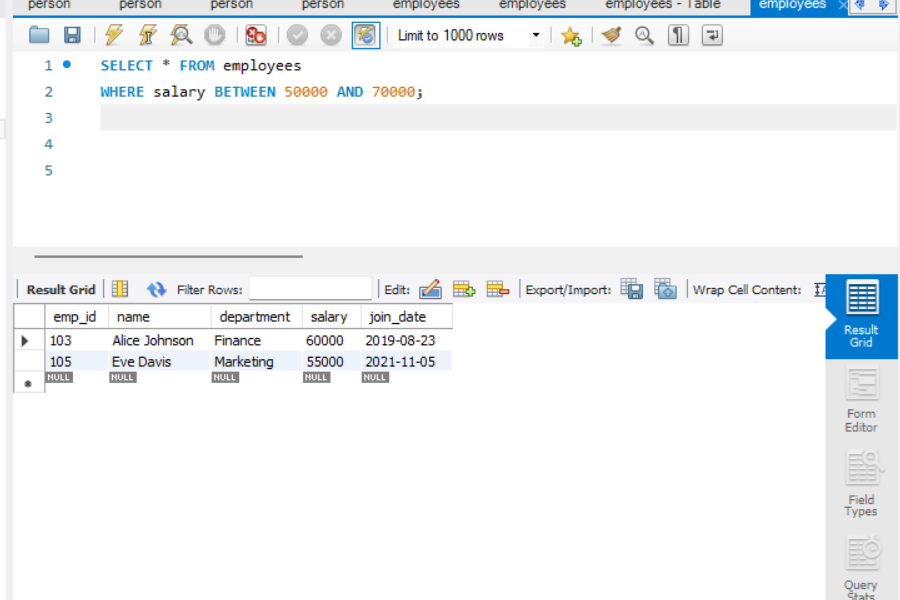 person person person person employees employees employees - Table employees
Limit to 1000 rows
1 SELECT * FROM employees
2 WHERE salary BETWEEN 50000 AND 70000;
3
4
5
Result Grid Filter Rows: Edit: Export/Import: Wrap Cell Content:
emp_id name department salary join_date
103 Alice Johnson Finance 60000 2019-08-23
105 Eve Davis Marketing 55000 2021-11-05
NULL NULL NULL NULL NULL
Result
Grid
Form
Editor
Field
Types
Query
Stats